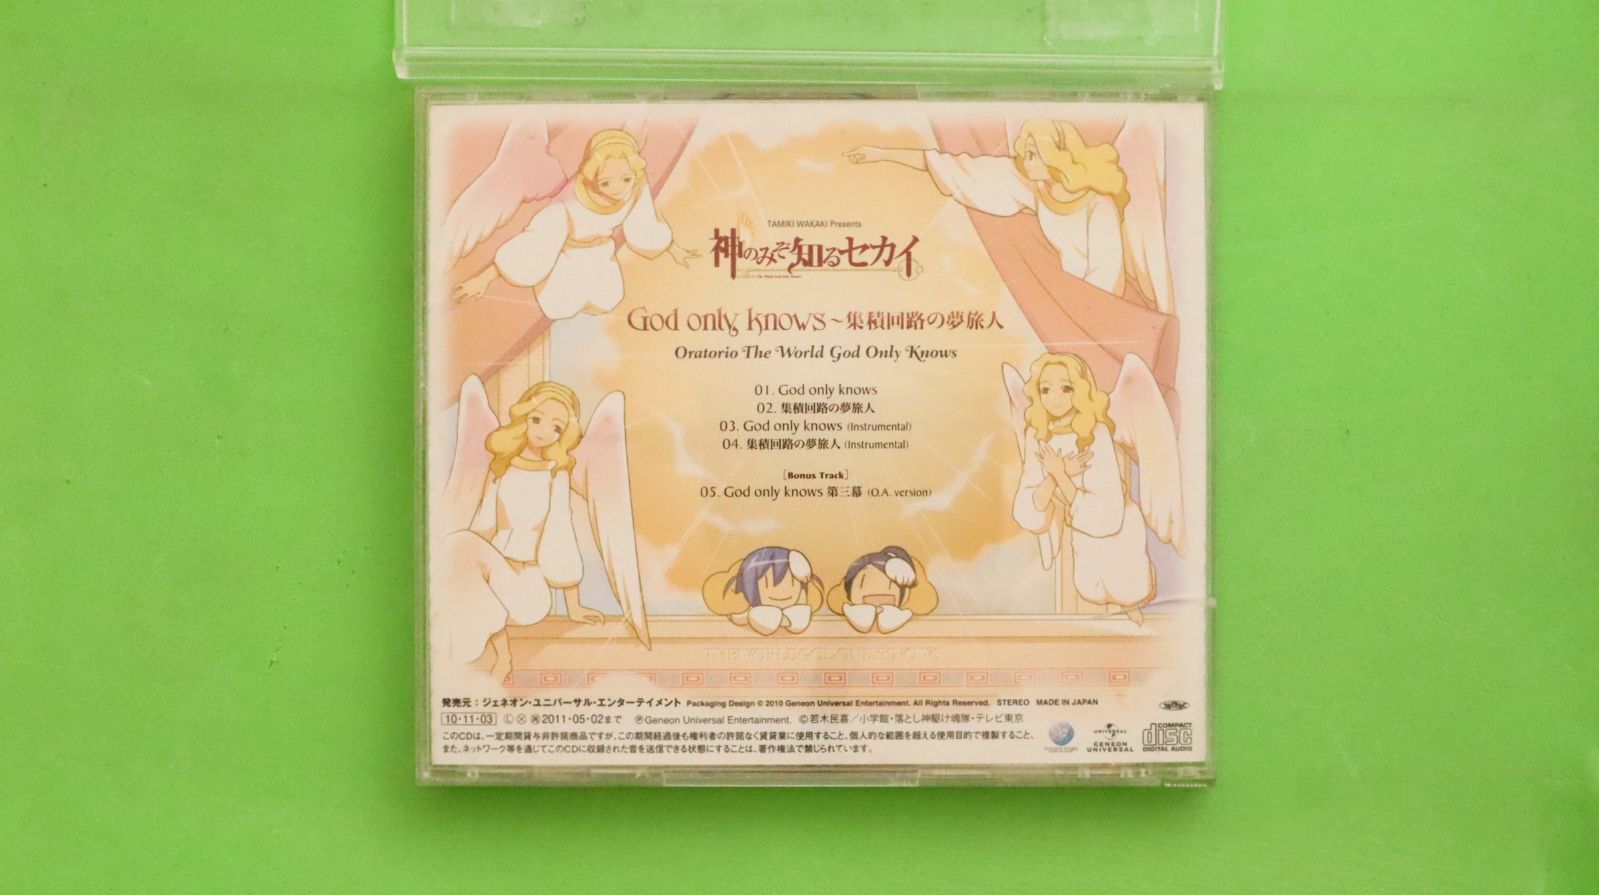 TAMIKI WAKAKI Presents
神のみぞ知るセカイ
God only knows～集積回路の夢旅人
Oratorio The World God Only Knows
01. God only knows
02. 集積回路の夢旅人
03. God only knows (Instrumental)
04. 集積回路の夢旅人 (Instrumental)
[Bonus Track]
05. God only knows 第三幕 (O.A. version)
THE WORLD GOD ONLY KNOWS
発売元：ジェネオン・ユニバーサル・エンターテイメント Packaging Design © 2010 Geneon Universal Entertainment. All Rights Reserved. STEREO MADE IN JAPAN
10・11・03 Ⓛ 2011・05・02まで ℗Geneon Universal Entertainment. ©若木民喜／小学館・落とし神駆け魂隊・テレビ東京
このCDは、一定期間貸与非許諾商品ですが、この期間経過後も権利者の許諾なく賃貸業に使用すること、個人的な範囲を超える使用目的で複製すること、
また、ネットワーク等を通じてこのCDに収録された音を送信できる状態にすることは、著作権法で禁じられています。
UNIVERSAL
GENEON
UNIVERSAL
COMPACT
disc
DIGITAL AUDIO